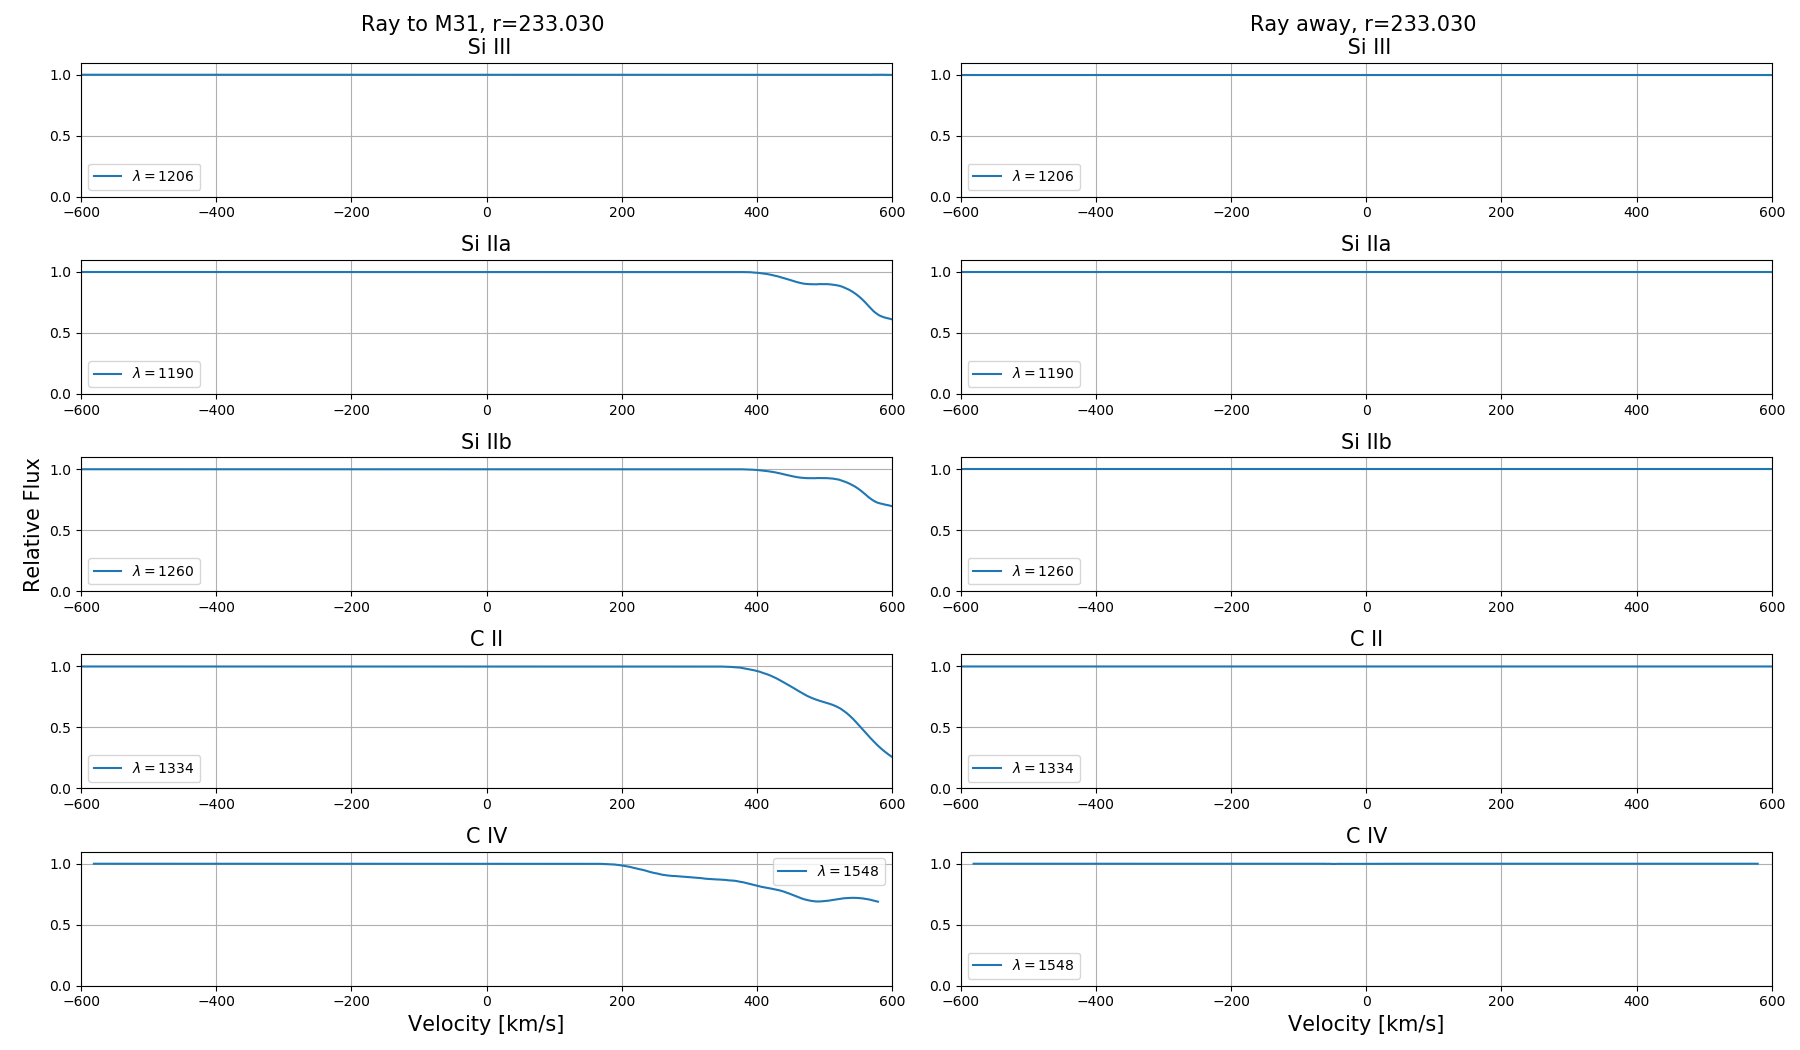 Ray to M31, r=233.030
Si III
1.0
0.5
0.0
λ = 1206
−600 −400 −200 0 200 400 600
Ray away, r=233.030
Si III
1.0
0.5
0.0
λ = 1206
−600 −400 −200 0 200 400 600
Si IIa
1.0
0.5
0.0
λ = 1190
−600 −400 −200 0 200 400 600
Si IIa
1.0
0.5
0.0
λ = 1190
−600 −400 −200 0 200 400 600
Relative Flux
Si IIb
1.0
0.5
0.0
λ = 1260
−600 −400 −200 0 200 400 600
Si IIb
1.0
0.5
0.0
λ = 1260
−600 −400 −200 0 200 400 600
C II
1.0
0.5
0.0
λ = 1334
−600 −400 −200 0 200 400 600
C II
1.0
0.5
0.0
λ = 1334
−600 −400 −200 0 200 400 600
C IV
1.0
λ = 1548
0.5
0.0
−600 −400 −200 0 200 400 600
Velocity [km/s]
C IV
1.0
0.5
0.0
λ = 1548
−600 −400 −200 0 200 400 600
Velocity [km/s]